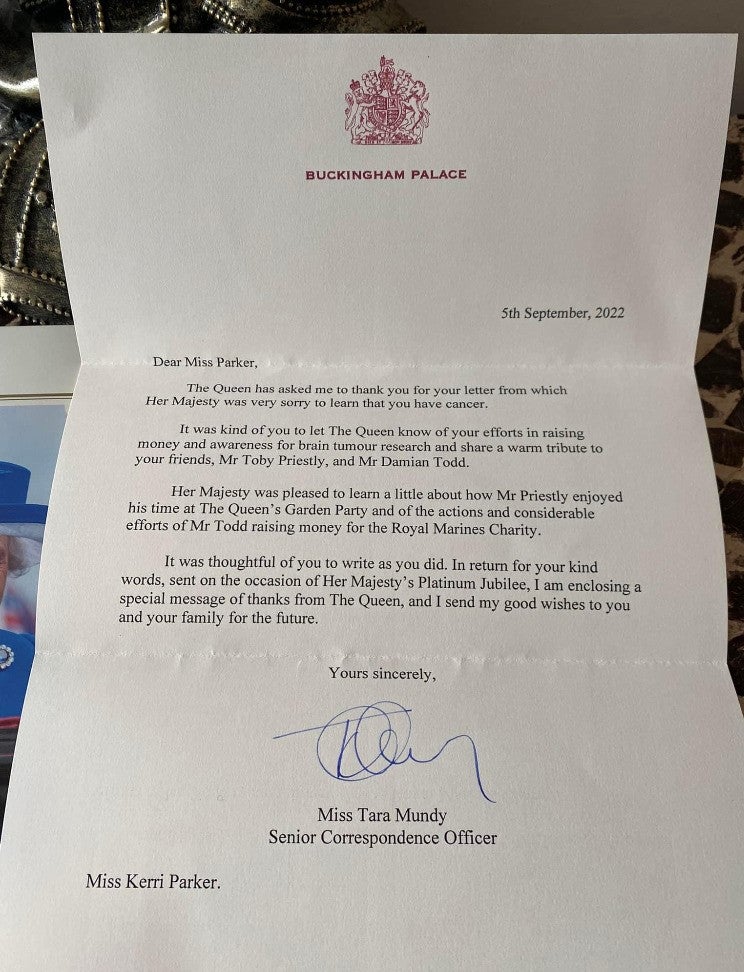 BUCKINGHAM PALACE
5th September, 2022
Dear Miss Parker,
The Queen has asked me to thank you for your letter from which
Her Majesty was very sorry to learn that you have cancer.
It was kind of you to let The Queen know of your efforts in raising
money and awareness for brain tumour research and share a warm tribute to
your friends, Mr Toby Priestly, and Mr Damian Todd.
Her Majesty was pleased to learn a little about how Mr Priestly enjoyed
his time at The Queen's Garden Party and of the actions and considerable
efforts of Mr Todd raising money for the Royal Marines Charity.
It was thoughtful of you to write as you did. In return for your kind
words, sent on the occasion of Her Majesty's Platinum Jubilee, I am enclosing a
special message of thanks from The Queen, and I send my good wishes to you
and your family for the future.
Yours sincerely,
Miss Tara Mundy
Senior Correspondence Officer
Miss Kerri Parker.